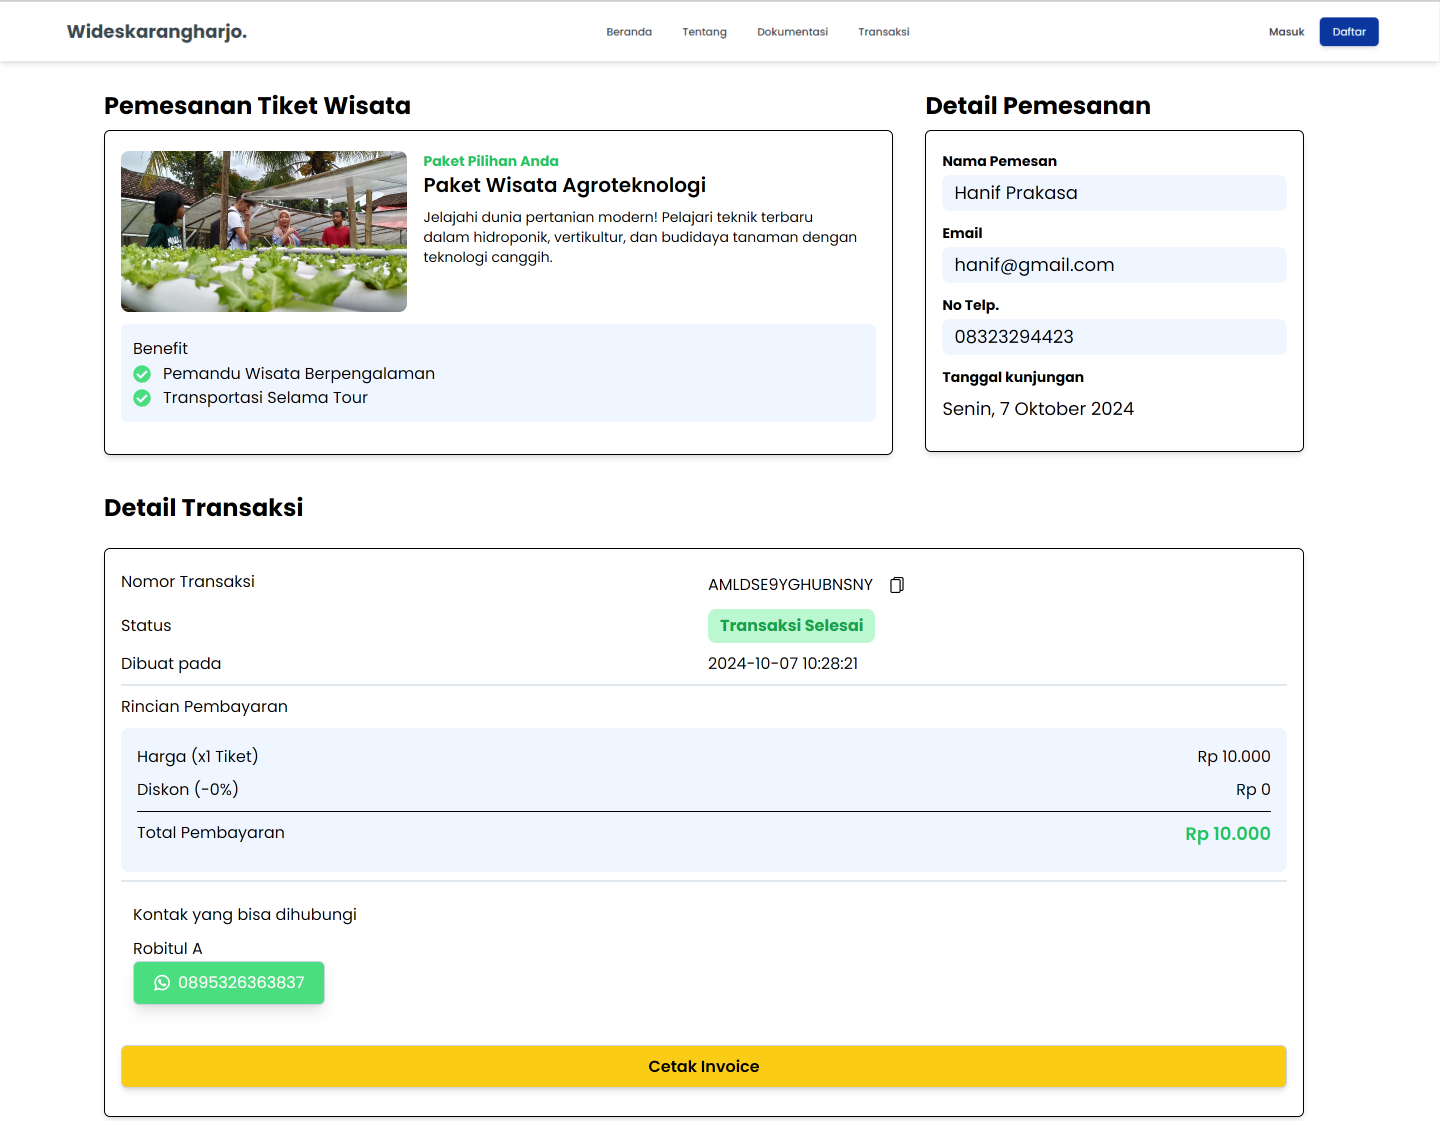 Wideskarangharjo.
Beranda
Tentang
Dokumentasi
Transaksi
Masuk
Daftar
Pemesanan Tiket Wisata
Paket Pilihan Anda
Paket Wisata Agroteknologi
Jelajahi dunia pertanian modern! Pelajari teknik terbaru
dalam hidroponik, vertikultur, dan budidaya tanaman dengan
teknologi canggih.
Benefit
Pemandu Wisata Berpengalaman
Transportasi Selama Tour
Detail Pemesanan
Nama Pemesan
Hanif Prakasa
Email
hanif@gmail.com
No Telp.
08323294423
Tanggal kunjungan
Senin, 7 Oktober 2024
Detail Transaksi
Nomor Transaksi
AMLDSE9YGHUBNSNY
Status
Transaksi Selesai
Dibuat pada
2024-10-07 10:28:21
Rincian Pembayaran
Harga (x1 Tiket)
Rp 10.000
Diskon (-0%)
Rp 0
Total Pembayaran
Rp 10.000
Kontak yang bisa dihubungi
Robitul A
0895326363837
Cetak Invoice